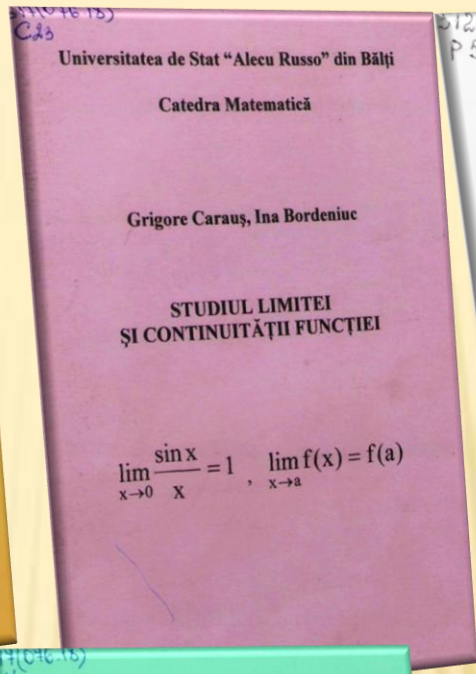 C23
Universitatea de Stat “Alecu Russo” din Bălți
Catedra Matematică
Grigore Carauș, Ina Bordeniuc
STUDIUL LIMITEI
ȘI CONTINUITĂȚII FUNCȚIEI
lim x→0 sin x / x = 1 , lim x→a f(x) = f(a)